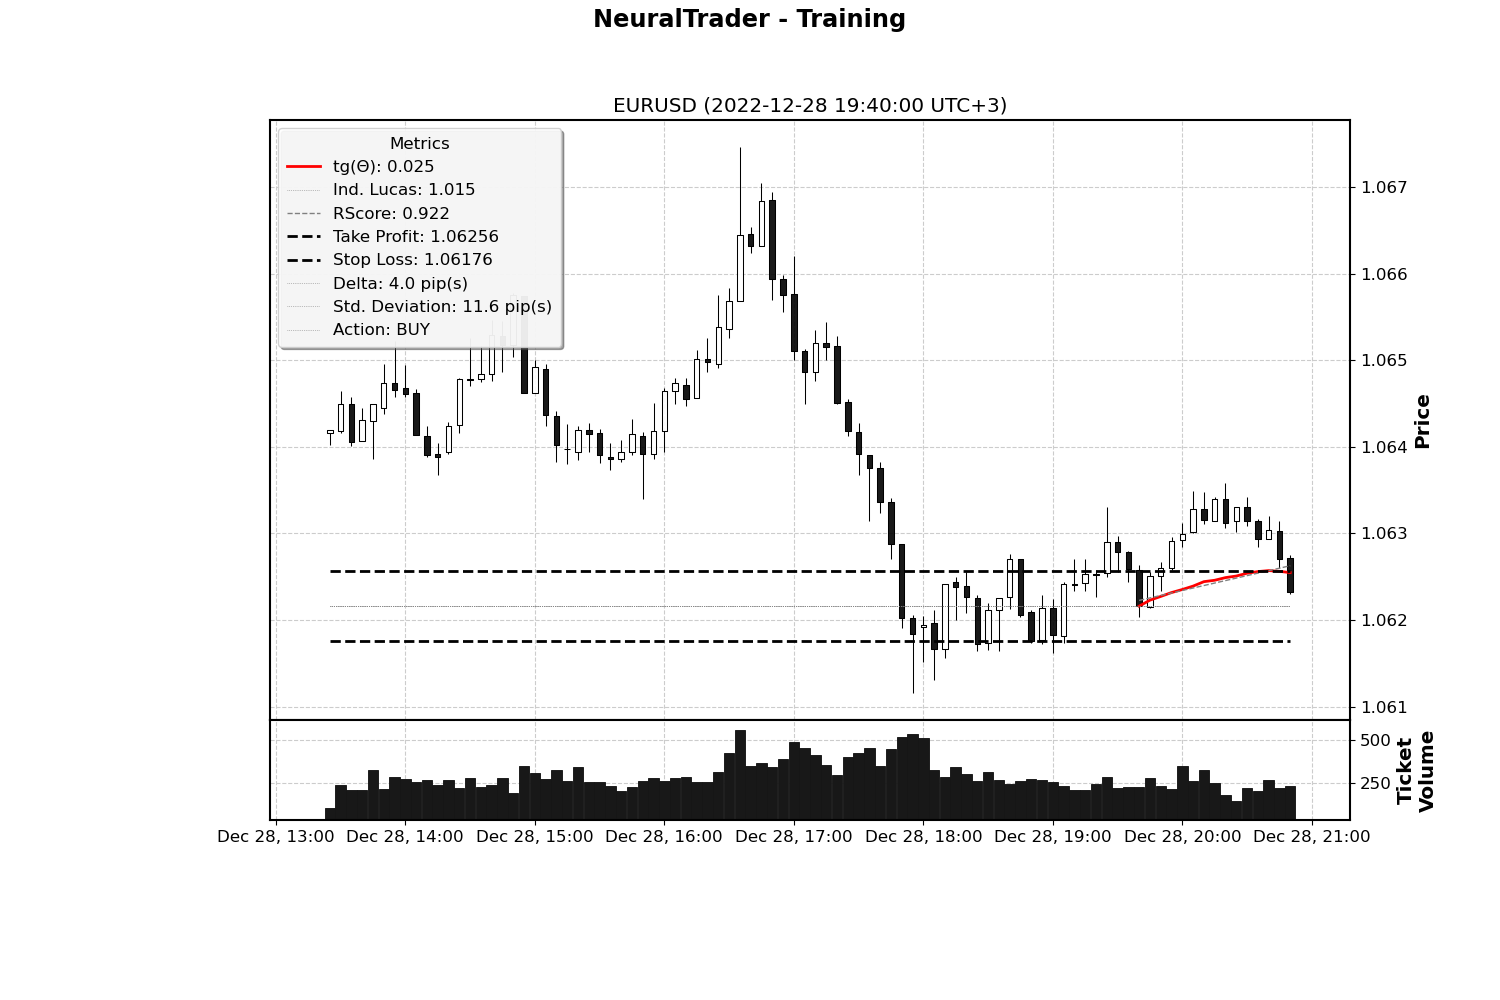 NeuralTrader - Training
EURUSD (2022-12-28 19:40:00 UTC+3)
Metrics
tg(Θ): 0.025
Ind. Lucas: 1.015
RScore: 0.922
Take Profit: 1.06256
Stop Loss: 1.06176
Delta: 4.0 pip(s)
Std. Deviation: 11.6 pip(s)
Action: BUY
1.067
1.066
1.065
1.064
1.063
1.062
1.061
Price
500
250
Ticket
Volume
Dec 28, 13:00 Dec 28, 14:00 Dec 28, 15:00 Dec 28, 16:00 Dec 28, 17:00 Dec 28, 18:00 Dec 28, 19:00 Dec 28, 20:00 Dec 28, 21:00